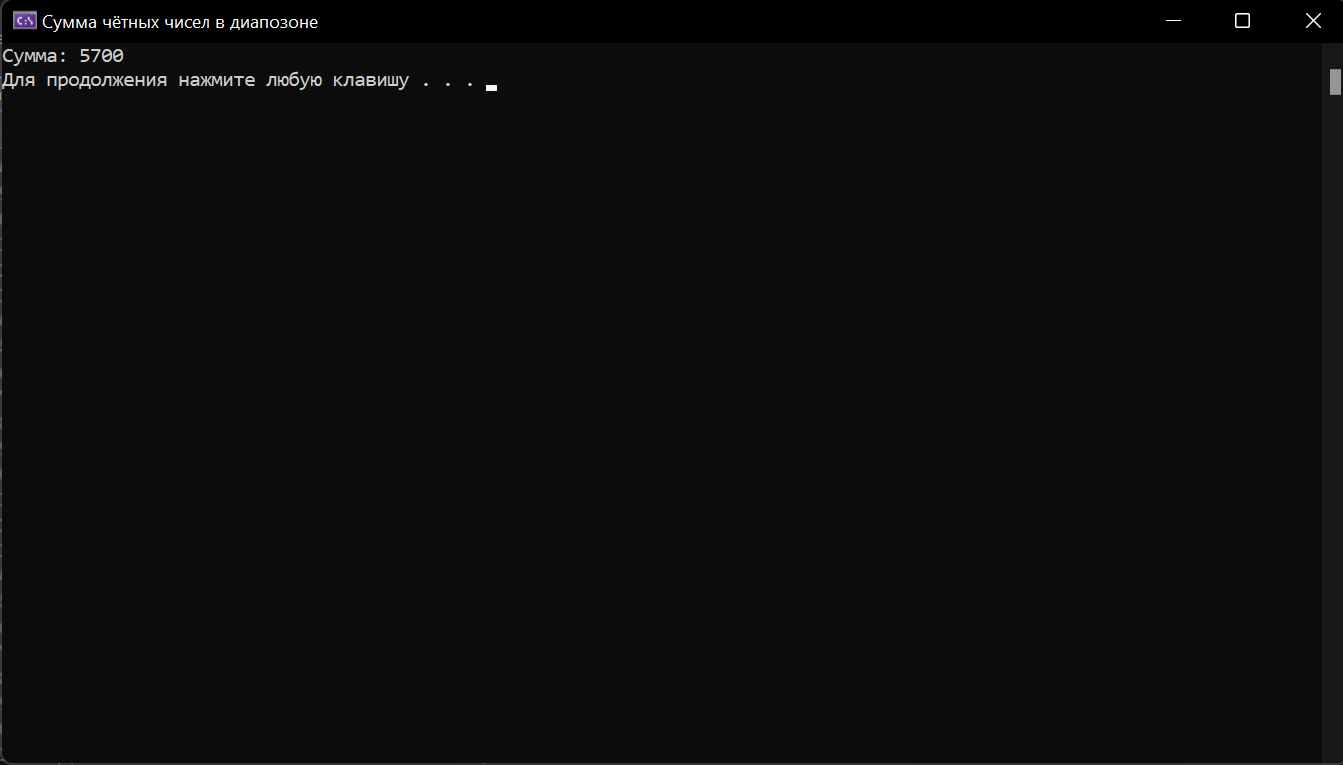 Сумма чётных чисел в диапозоне
Сумма: 5700
Для продолжения нажмите любую клавишу . . .